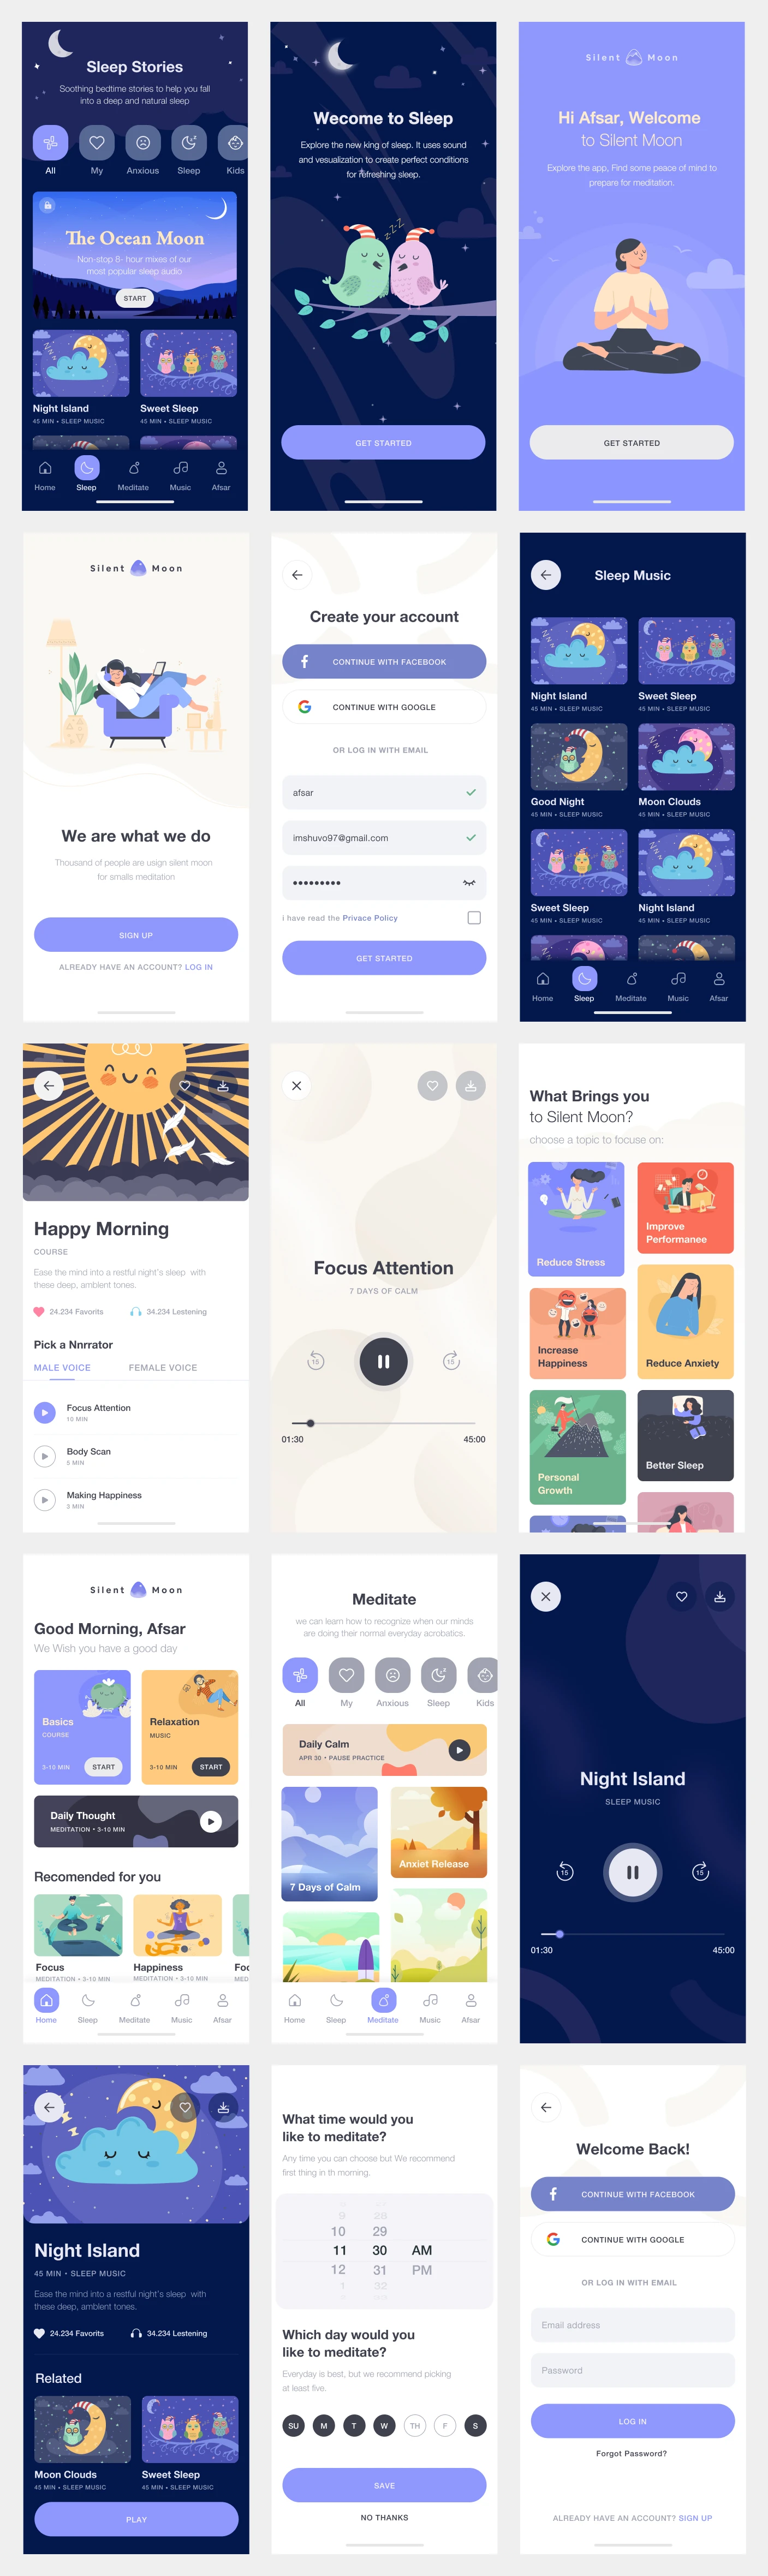 Sleep Stories
Soothing bedtime stories to help you fall
into a deep and natural sleep
All
My
Anxious
Sleep
Kids
The Ocean Moon
Non-stop 8- hour mixes of our
most popular sleep audio
START
Night Island
45 MIN • SLEEP MUSIC
Sweet Sleep
45 MIN • SLEEP MUSIC
Home
Sleep
Meditate
Music
Afsar
Wecome to Sleep
Explore the new king of sleep. It uses sound
and vesualization to create perfect conditions
for refreshing sleep.
zZZ
GET STARTED
Silent Moon
Hi Afsar, Welcome
to Silent Moon
Explore the app, Find some peace of mind to
prepare for meditation.
GET STARTED
Silent Moon
We are what we do
Thousand of people are usign silent moon
for smalls meditation
SIGN UP
ALREADY HAVE AN ACCOUNT? LOG IN
Create your account
CONTINUE WITH FACEBOOK
CONTINUE WITH GOOGLE
OR LOG IN WITH EMAIL
afsar
imshuvo97@gmail.com
i have read the Privace Policy
GET STARTED
Sleep Music
Night Island
45 MIN • SLEEP MUSIC
Sweet Sleep
45 MIN • SLEEP MUSIC
Good Night
45 MIN • SLEEP MUSIC
Moon Clouds
45 MIN • SLEEP MUSIC
Sweet Sleep
45 MIN • SLEEP MUSIC
Night Island
45 MIN • SLEEP MUSIC
Home
Sleep
Meditate
Music
Afsar
Happy Morning
COURSE
Ease the mind into a restful night's sleep with
these deep, amblent tones.
24.234 Favorits
34.234 Lestening
Pick a Nnrrator
MALE VOICE
FEMALE VOICE
Focus Attention
10 MIN
Body Scan
5 MIN
Making Happiness
3 MIN
Focus Attention
7 DAYS OF CALM
15
15
01:30
45:00
What Brings you
to Silent Moon?
choose a topic to focuse on:
Reduce Stress
Improve
Performanee
Increase
Happiness
Reduce Anxiety
Personal
Growth
Better Sleep
Silent Moon
Good Morning, Afsar
We Wish you have a good day
Basics
COURSE
3-10 MIN
START
Relaxation
MUSIC
3-10 MIN
START
Daily Thought
MEDITATION • 3-10 MIN
Recomended for you
Focus
MEDITATION • 3-10 MIN
Happiness
MEDITATION • 3-10 MIN
Foc
MED
Home
Sleep
Meditate
Music
Afsar
Meditate
we can learn how to recognize when our minds
are doing their normal everyday acrobatics.
All
My
Anxious
Sleep
Kids
Daily Calm
APR 30 • PAUSE PRACTICE
7 Days of Calm
Anxiet Release
Home
Sleep
Meditate
Music
Afsar
Night Island
SLEEP MUSIC
15
15
01:30
45:00
Night Island
45 MIN • SLEEP MUSIC
Ease the mind into a restful night's sleep with
these deep, amblent tones.
24.234 Favorits
34.234 Lestening
Related
Moon Clouds
45 MIN • SLEEP MUSIC
Sweet Sleep
45 MIN • SLEEP MUSIC
PLAY
What time would you
like to meditate?
Any time you can choose but We recommend
first thing in th morning.
9 28
10 29
11 30 AM
12 31 PM
1 32
Which day would you
like to meditate?
Everyday is best, but we recommend picking
at least five.
SU M T W TH F S
SAVE
NO THANKS
Welcome Back!
CONTINUE WITH FACEBOOK
CONTINUE WITH GOOGLE
OR LOG IN WITH EMAIL
Email address
Password
LOG IN
Forgot Password?
ALREADY HAVE AN ACCOUNT? SIGN UP